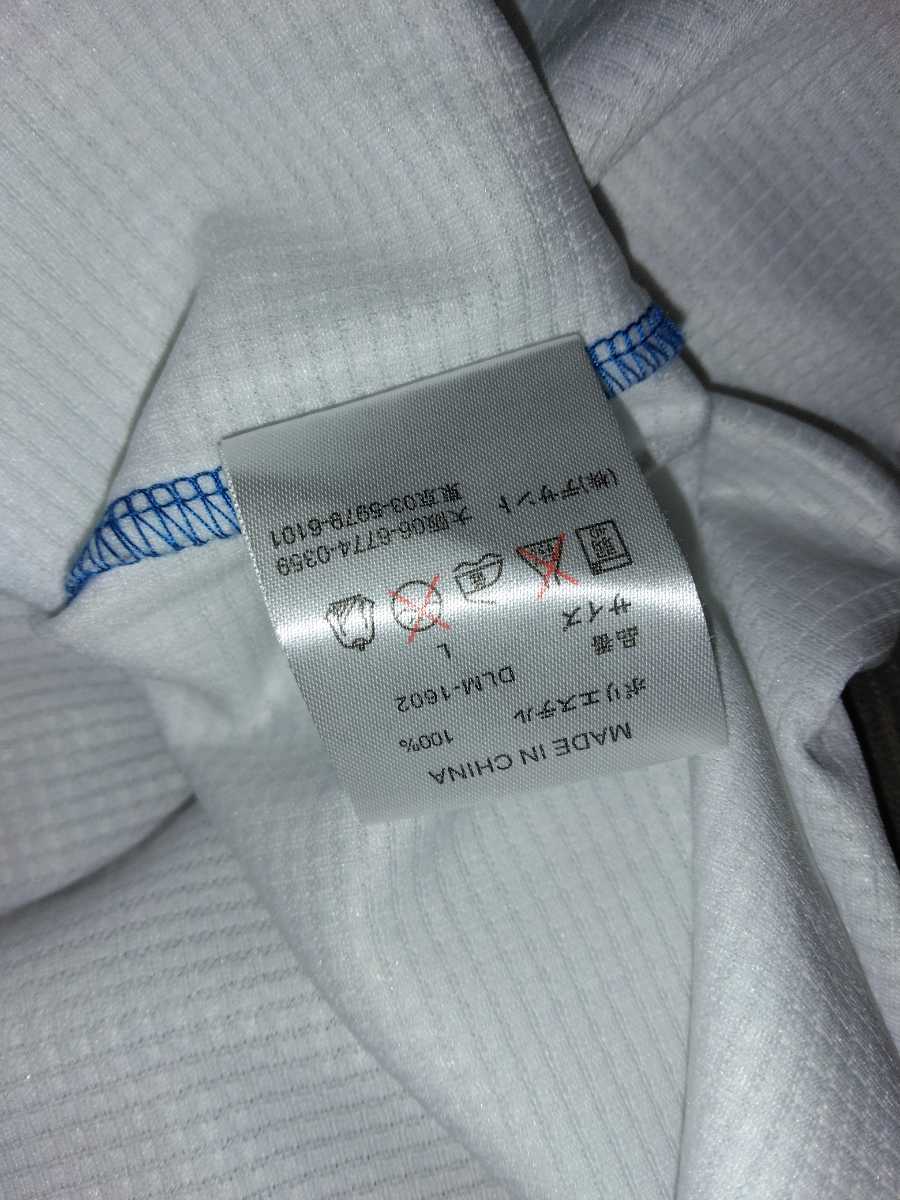 MADE IN CHINA
ポリエステル 100%
品番 DLM-1602
サイズ L
(株)デサント
大阪06-6774-0359
東京03-5979-6101